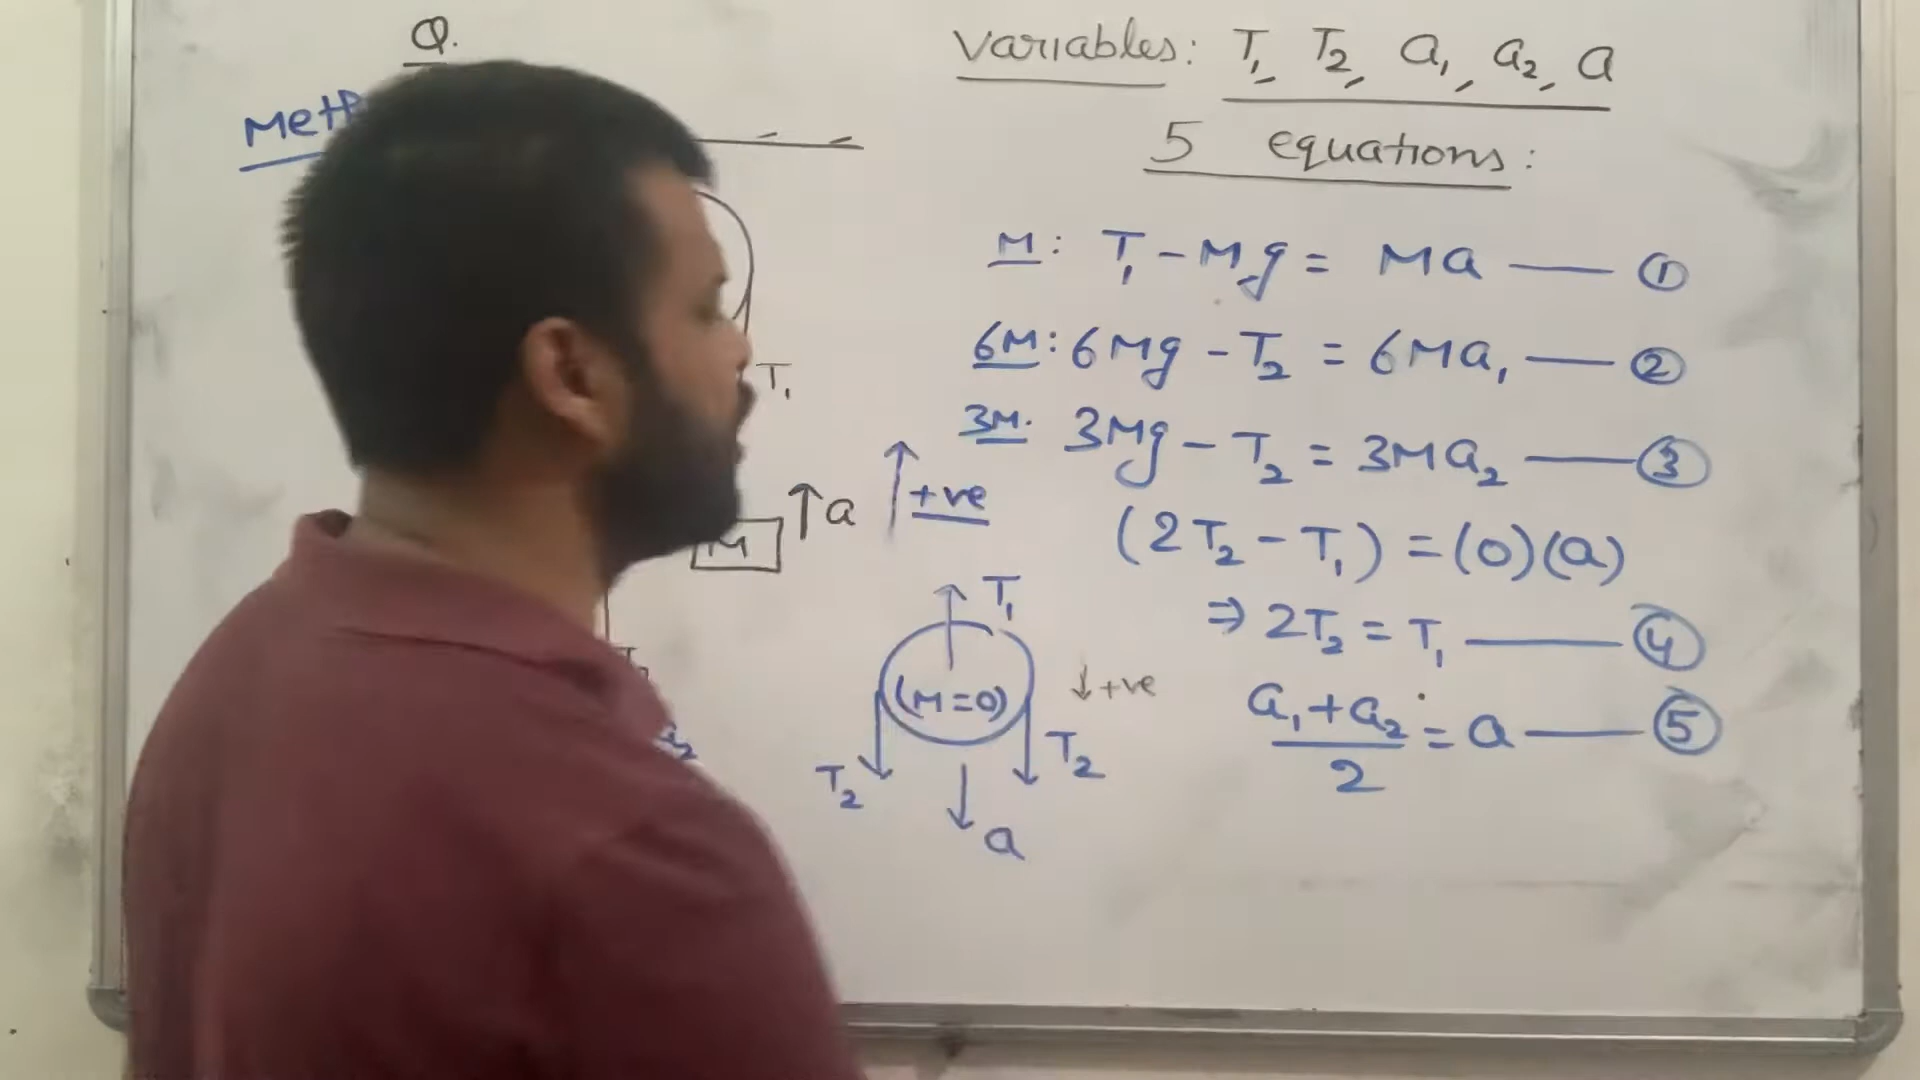 Q.
Variables: T₁, T₂, a₁, a₂, a
5 equations:
M: T₁ - Mg = Ma — ①
6M: 6Mg - T₂ = 6Ma₁ — ②
3M. 3Mg - T₂ = 3Ma₂ — ③
(2T₂ - T₁) = (0)(a)
⇒ 2T₂ = T₁ — ④
a₁+a₂/2 = a — ⑤
T₁
M ↑a
↑+ve
T₁
(M=0)
↓+ve
T₂
T₂
a